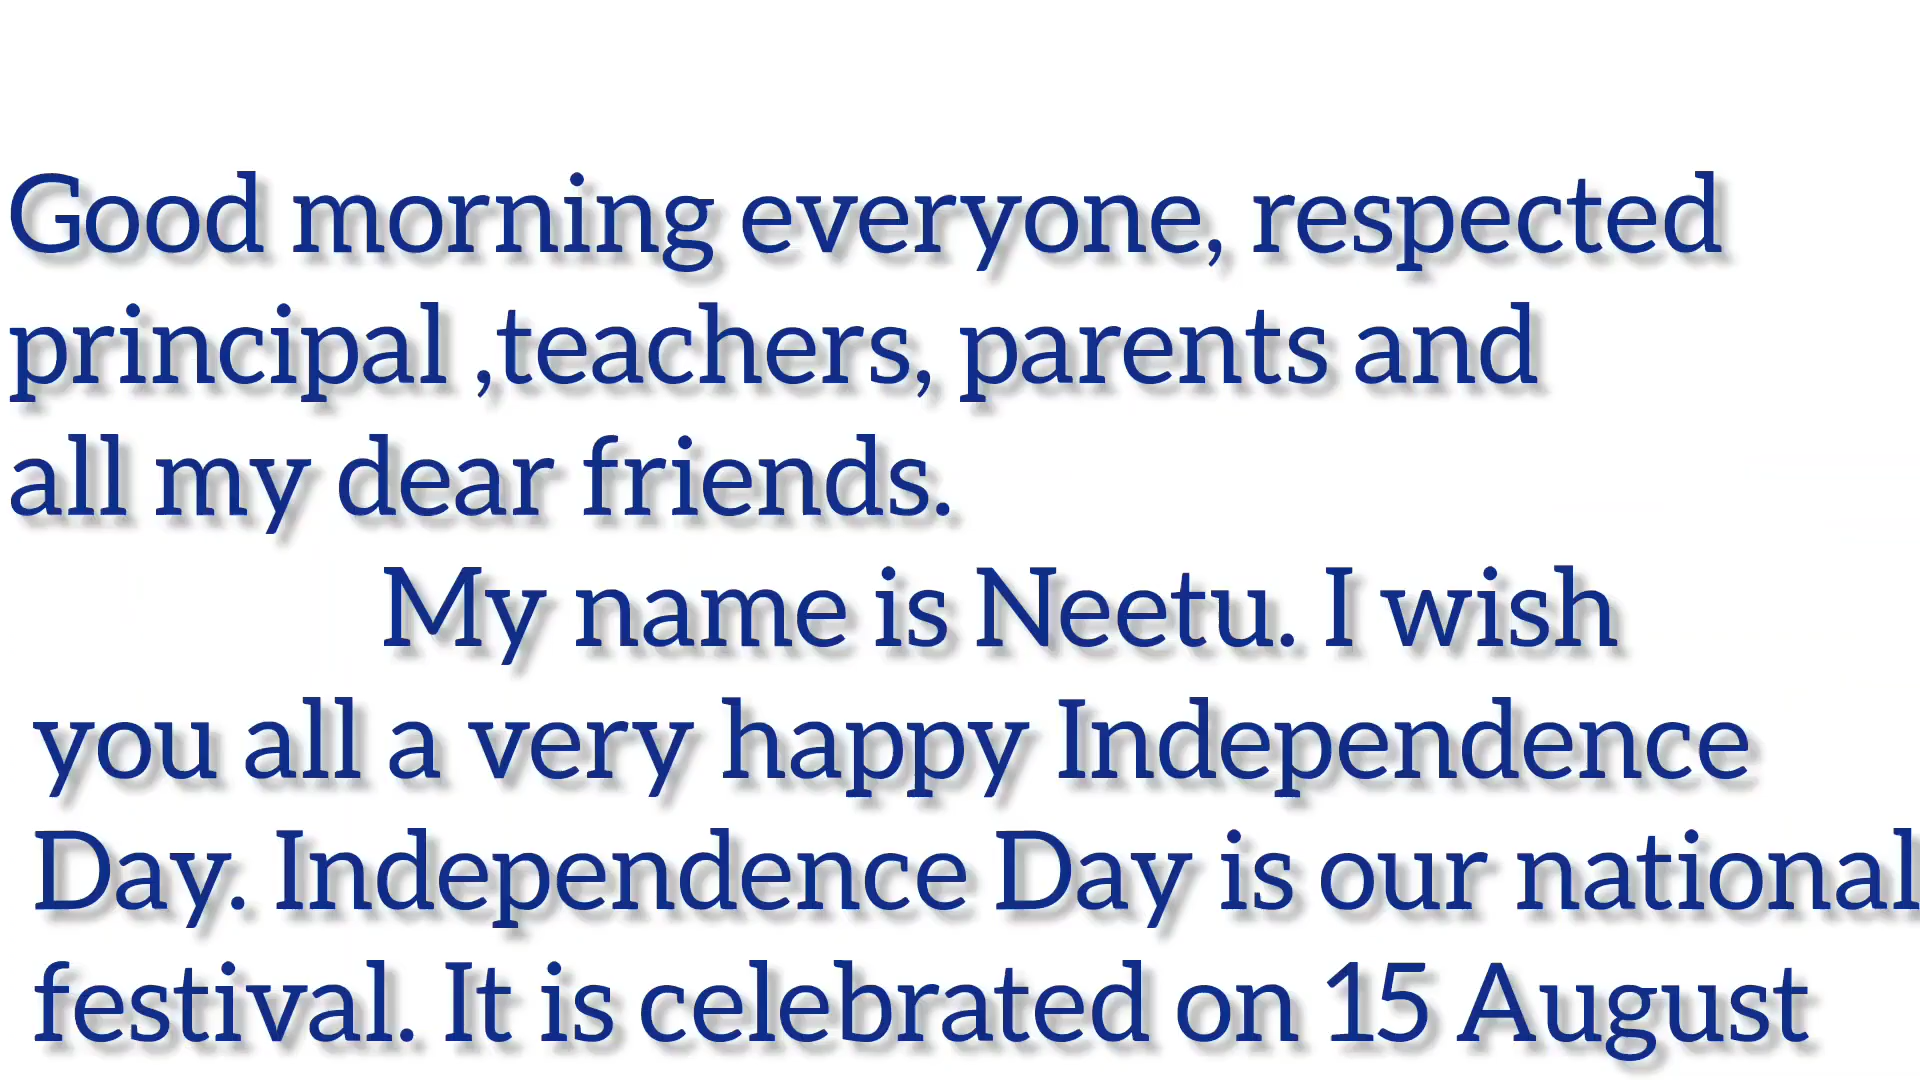 Good morning everyone, respected
principal ,teachers, parents and
all my dear friends.
My name is Neetu. I wish
you all a very happy Independence
Day. Independence Day is our national
festival. It is celebrated on 15 August